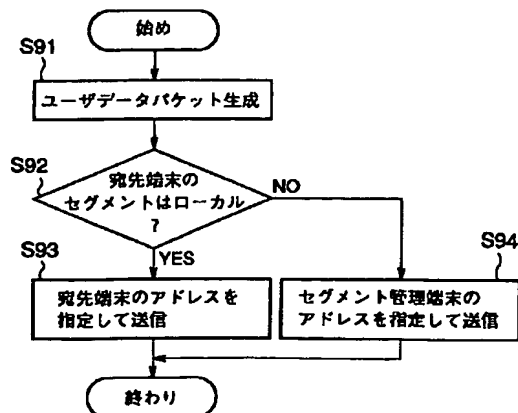 始め
S91
ユーザデータパケット生成
S92
宛先端末の
セグメントはローカル
?
NO
YES
S93
宛先端末のアドレスを
指定して送信
S94
セグメント管理端末の
アドレスを指定して送信
終わり